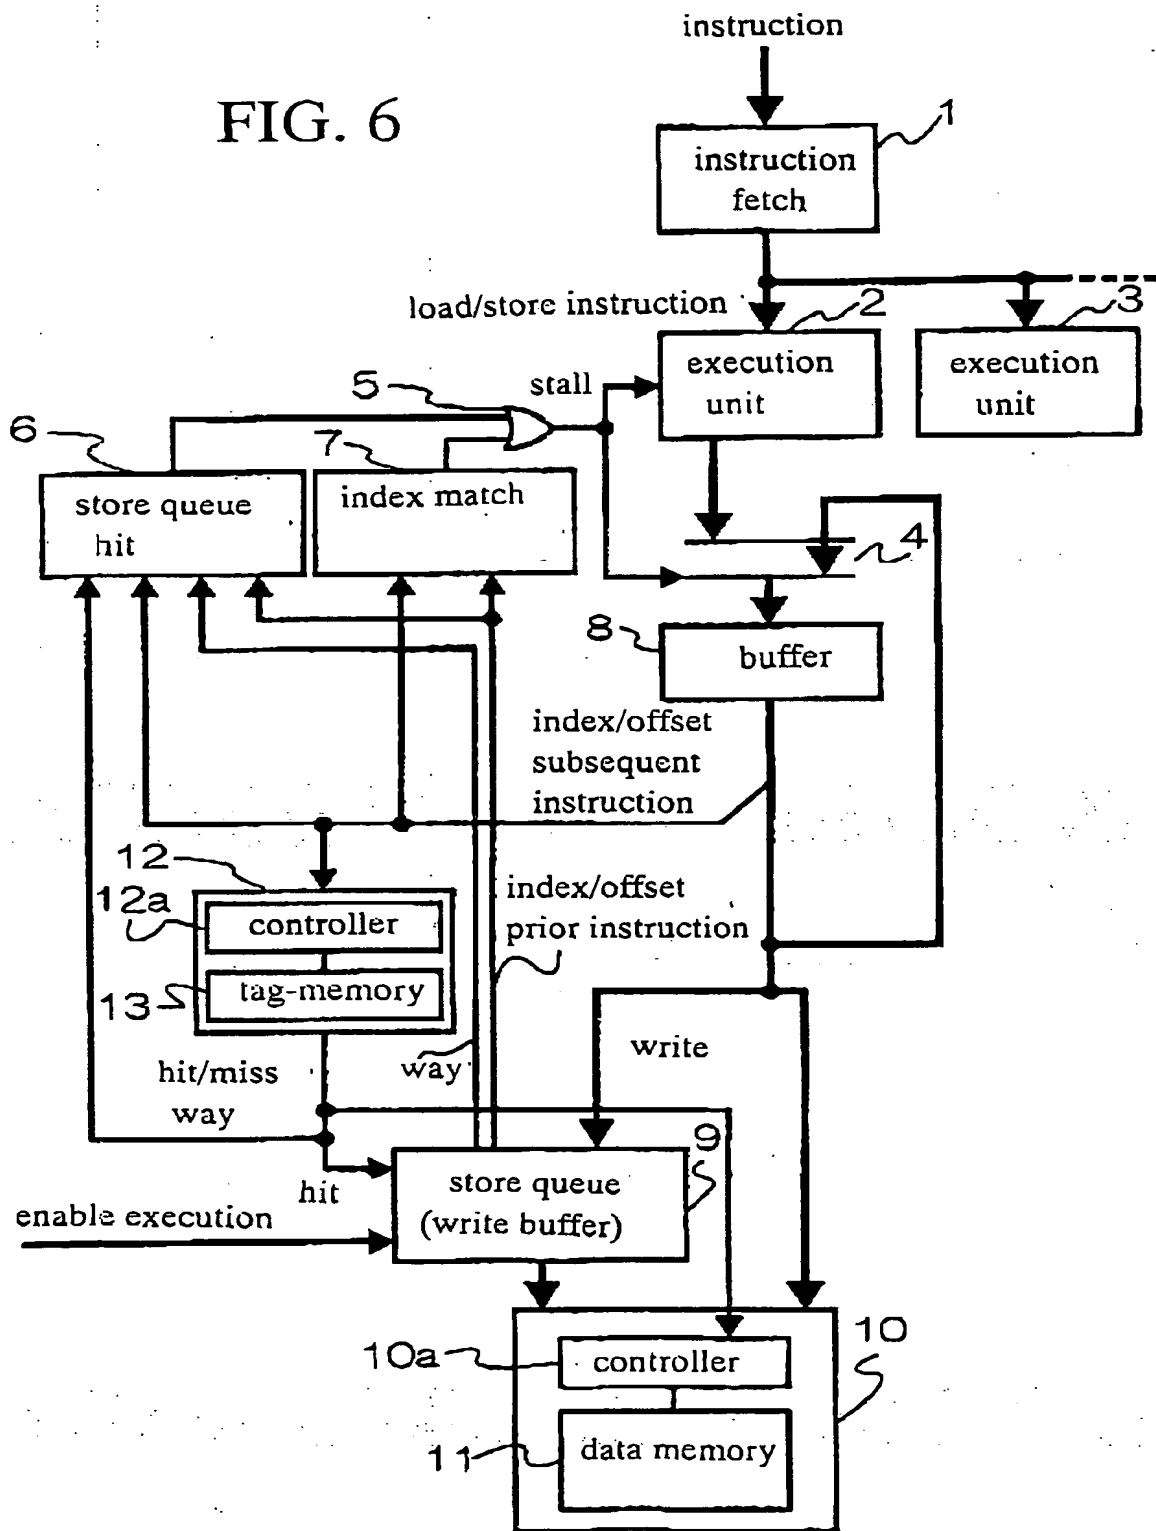 instruction
FIG. 6
1
instruction
fetch
load/store instruction
2
3
execution
unit
execution
unit
5
stall
6
7
store queue
hit
index match
4
8
buffer
index/offset
subsequent
instruction
12
12a
controller
index/offset
prior instruction
13
tag-memory
hit/miss
way
way
write
9
hit
store queue
(write buffer)
enable execution
10
10a
controller
11
data memory